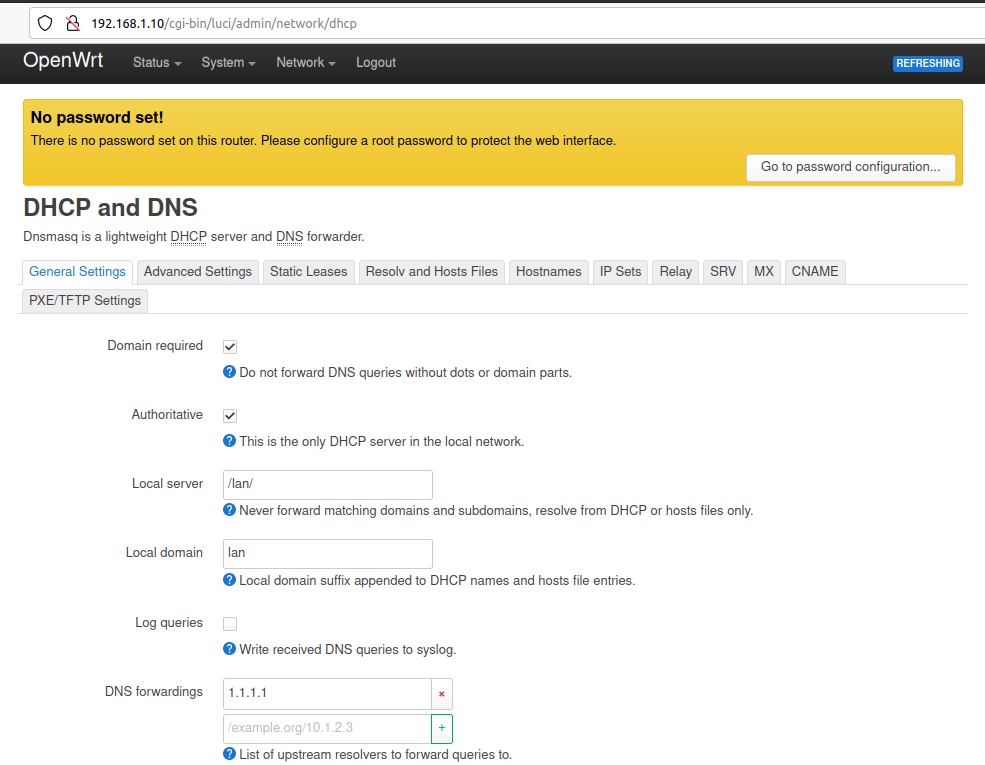 192.168.1.10/cgi-bin/luci/admin/network/dhcp
OpenWrt Status System Network Logout REFRESHING
No password set!
There is no password set on this router. Please configure a root password to protect the web interface.
Go to password configuration...
DHCP and DNS
Dnsmasq is a lightweight DHCP server and DNS forwarder.
General Settings Advanced Settings Static Leases Resolv and Hosts Files Hostnames IP Sets Relay SRV MX CNAME
PXE/TFTP Settings
Domain required
Do not forward DNS queries without dots or domain parts.
Authoritative
This is the only DHCP server in the local network.
Local server /lan/
Never forward matching domains and subdomains, resolve from DHCP or hosts files only.
Local domain lan
Local domain suffix appended to DHCP names and hosts file entries.
Log queries
Write received DNS queries to syslog.
DNS forwardings 1.1.1.1 ×
/example.org/10.1.2.3 +
List of upstream resolvers to forward queries to.